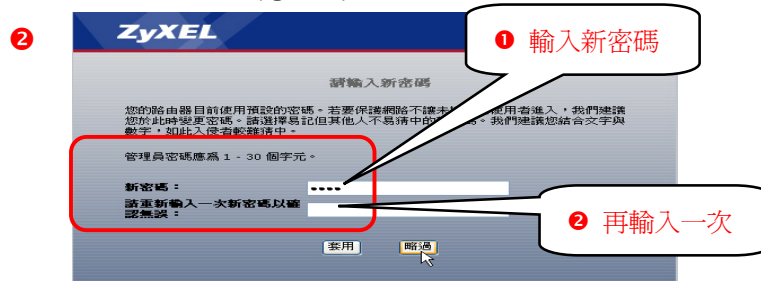 ❷
ZyXEL
❶ 輸入新密碼
請輸入新密碼
您的路由器目前使用預設的密碼。若要保護網路不讓未 使用者進入，我們建議
您於此時變更密碼。請選擇易記但其他人不易猜中的 碼。我們建議您結合文字與
數字，如此入侵者較難猜中。
管理員密碼應為 1 - 30 個字元。
新密碼：
••••
請重新輸入一次新密碼以確
認無誤：
❷ 再輸入一次
套用 略過